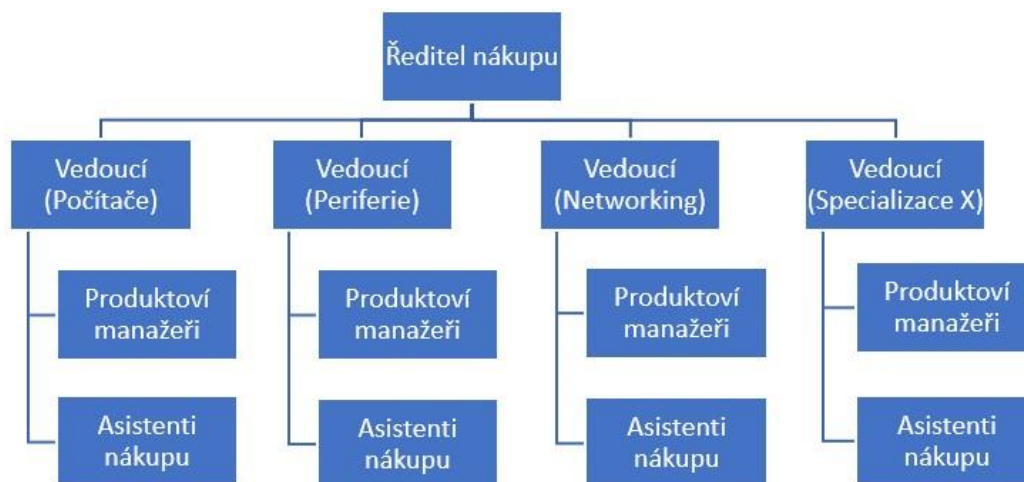 Ředitel nákupu
Vedoucí
(Počítače)
Vedoucí
(Periferie)
Vedoucí
(Networking)
Vedoucí
(Specializace X)
Produktoví
manažeři
Produktoví
manažeři
Produktoví
manažeři
Produktoví
manažeři
Asistenti
nákupu
Asistenti
nákupu
Asistenti
nákupu
Asistenti
nákupu